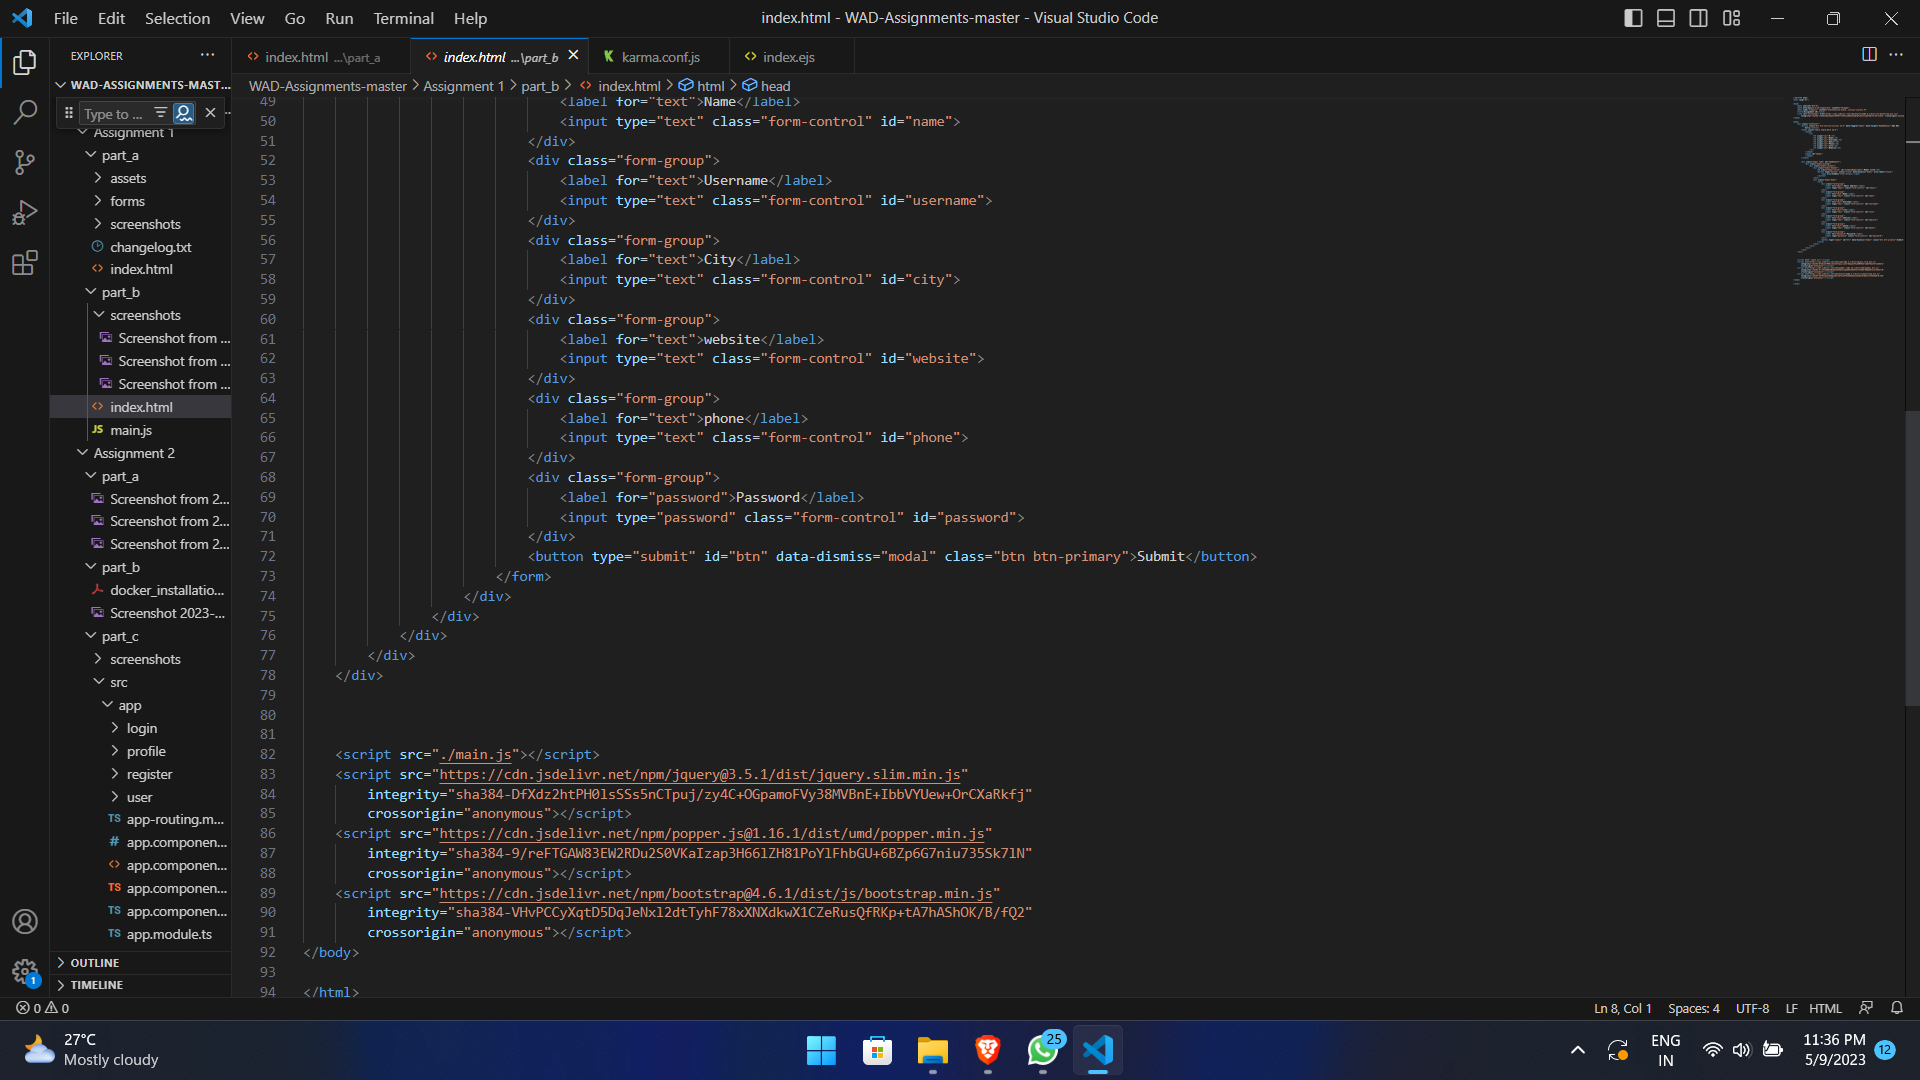 File Edit Selection View Go Run Terminal Help
index.html - WAD-Assignments-master - Visual Studio Code
EXPLORER
WAD-ASSIGNMENTS-MAST...
Type to ...
Assignment 1
part_a
assets
forms
screenshots
changelog.txt
index.html
part_b
screenshots
Screenshot from ...
Screenshot from ...
Screenshot from ...
index.html
JS main.js
Assignment 2
part_a
Screenshot from 2...
Screenshot from 2...
Screenshot from 2...
part_b
docker_installatio...
Screenshot 2023-...
part_c
screenshots
src
app
login
profile
register
user
TS app-routing.m...
# app.componen...
app.componen...
TS app.componen...
TS app.componen...
TS app.module.ts
OUTLINE
TIMELINE
index.html ...\part_a
index.html ...\part_b
karma.conf.js
index.ejs
WAD-Assignments-master > Assignment 1 > part_b > index.html > html > head
49 <label for="text">Name</label>
50 <input type="text" class="form-control" id="name">
51 </div>
52 <div class="form-group">
53 <label for="text">Username</label>
54 <input type="text" class="form-control" id="username">
55 </div>
56 <div class="form-group">
57 <label for="text">City</label>
58 <input type="text" class="form-control" id="city">
59 </div>
60 <div class="form-group">
61 <label for="text">website</label>
62 <input type="text" class="form-control" id="website">
63 </div>
64 <div class="form-group">
65 <label for="text">phone</label>
66 <input type="text" class="form-control" id="phone">
67 </div>
68 <div class="form-group">
69 <label for="password">Password</label>
70 <input type="password" class="form-control" id="password">
71 </div>
72 <button type="submit" id="btn" data-dismiss="modal" class="btn btn-primary">Submit</button>
73 </form>
74 </div>
75 </div>
76 </div>
77 </div>
78 </div>
79
80
81
82 <script src="./main.js"></script>
83 <script src="https://cdn.jsdelivr.net/npm/jquery@3.5.1/dist/jquery.slim.min.js"
84 integrity="sha384-DfXdz2htPH0lsSSs5nCTpuj/zy4C+OGpamoFVy38MVBnE+IbbVYUew+OrCXaRkfj"
85 crossorigin="anonymous"></script>
86 <script src="https://cdn.jsdelivr.net/npm/popper.js@1.16.1/dist/umd/popper.min.js"
87 integrity="sha384-9/reFTGAW83EW2RDu2S0VKaIzap3H66lZH81PoYlFhbGU+6BZp6G7niu735Sk7lN"
88 crossorigin="anonymous"></script>
89 <script src="https://cdn.jsdelivr.net/npm/bootstrap@4.6.1/dist/js/bootstrap.min.js"
90 integrity="sha384-VHvPCCyXqtD5DqJeNxl2dtTyhF78xXNXdkwX1CZeRusQfRKp+tA7hAShOK/B/fQ2"
91 crossorigin="anonymous"></script>
92 </body>
93
94 </html>
1
0 0
Ln 8, Col 1 Spaces: 4 UTF-8 LF HTML
27°C
Mostly cloudy
25
ENG
IN
11:36 PM
5/9/2023
12